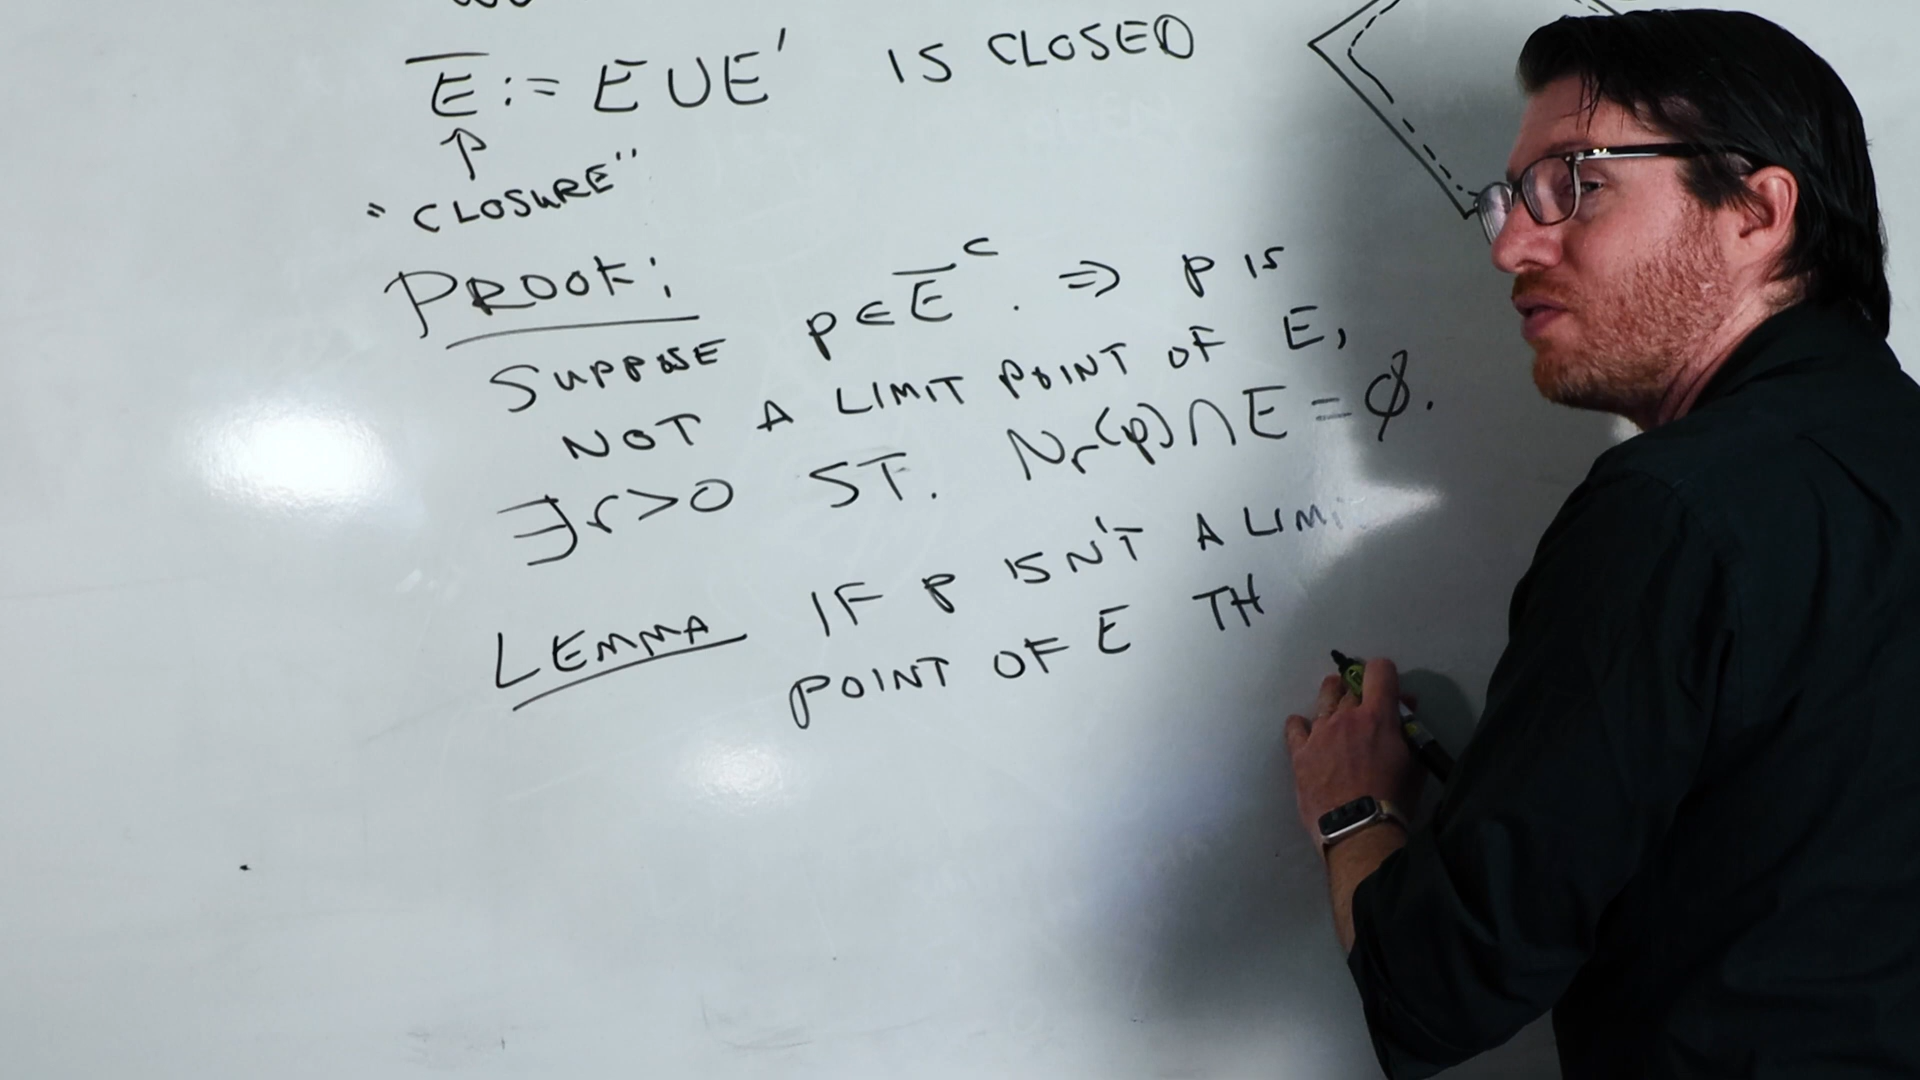 E̅ := E ∪ E' IS CLOSED
↑
"CLOSURE"
PROOF:
SUPPOSE p ∈ E̅ᶜ. ⇒ p IS
NOT A LIMIT POINT OF E,
∃r>0 ST. Nᵣ(p) ∩ E = ∅.
LEMMA IF p ISN'T A LIMI
POINT OF E TH